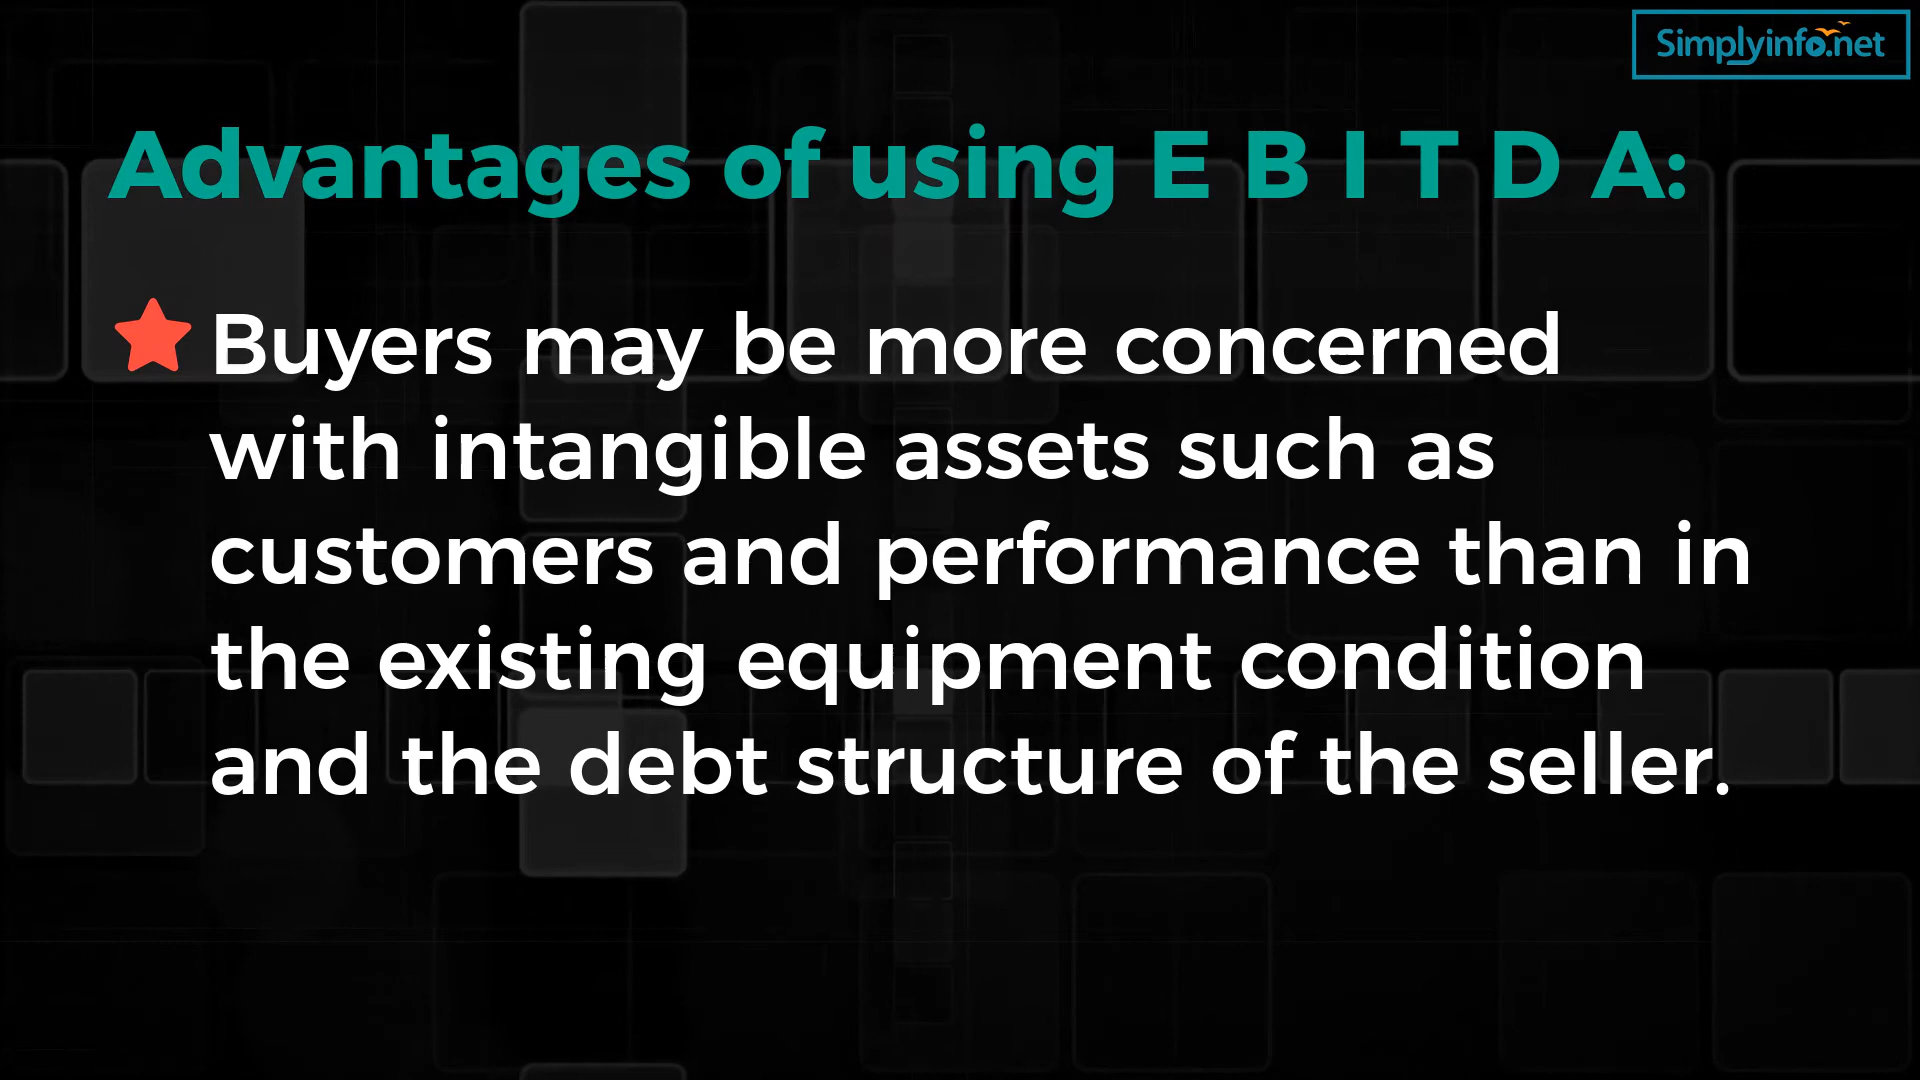 Simplyinfo.net
Advantages of using E B I T D A:
Buyers may be more concerned
with intangible assets such as
customers and performance than in
the existing equipment condition
and the debt structure of the seller.